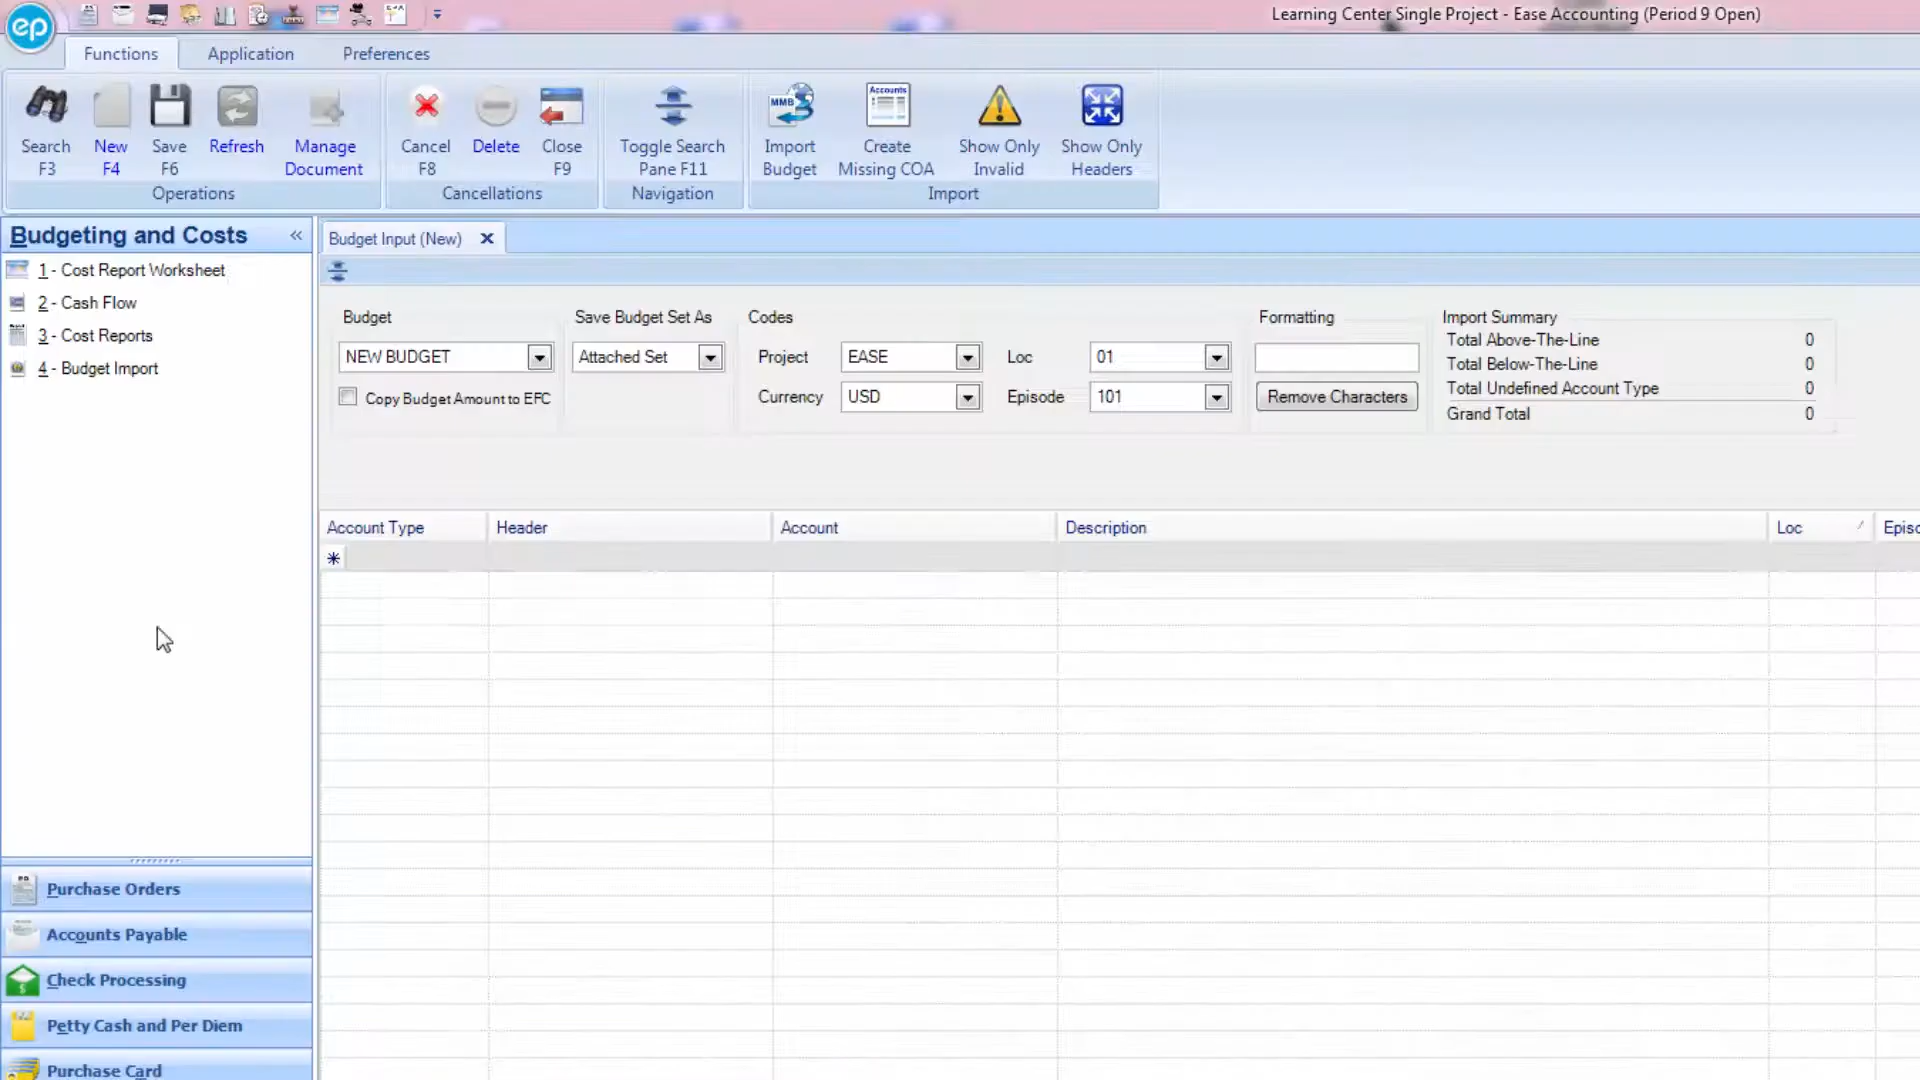 Learning Center Single Project - Ease Accounting (Period 9 Open)
ep
Functions Application Preferences
Search F3
New F4
Save F6
Refresh
Manage Document
Operations
Cancel F8
Delete
Close F9
Cancellations
Toggle Search Pane F11
Navigation
MMB
Import Budget
Accounts
Create Missing COA
Show Only Invalid
Show Only Headers
Import
Budgeting and Costs «
1 - Cost Report Worksheet
2 - Cash Flow
3 - Cost Reports
4 - Budget Import
Purchase Orders
Accounts Payable
Check Processing
Petty Cash and Per Diem
Purchase Card
Budget Input (New)
Budget
NEW BUDGET
Copy Budget Amount to EFC
Save Budget Set As
Attached Set
Codes
Project EASE Loc 01
Currency USD Episode 101
Formatting
Remove Characters
Import Summary
Total Above-The-Line 0
Total Below-The-Line 0
Total Undefined Account Type 0
Grand Total 0
Account Type Header Account Description Loc Episo